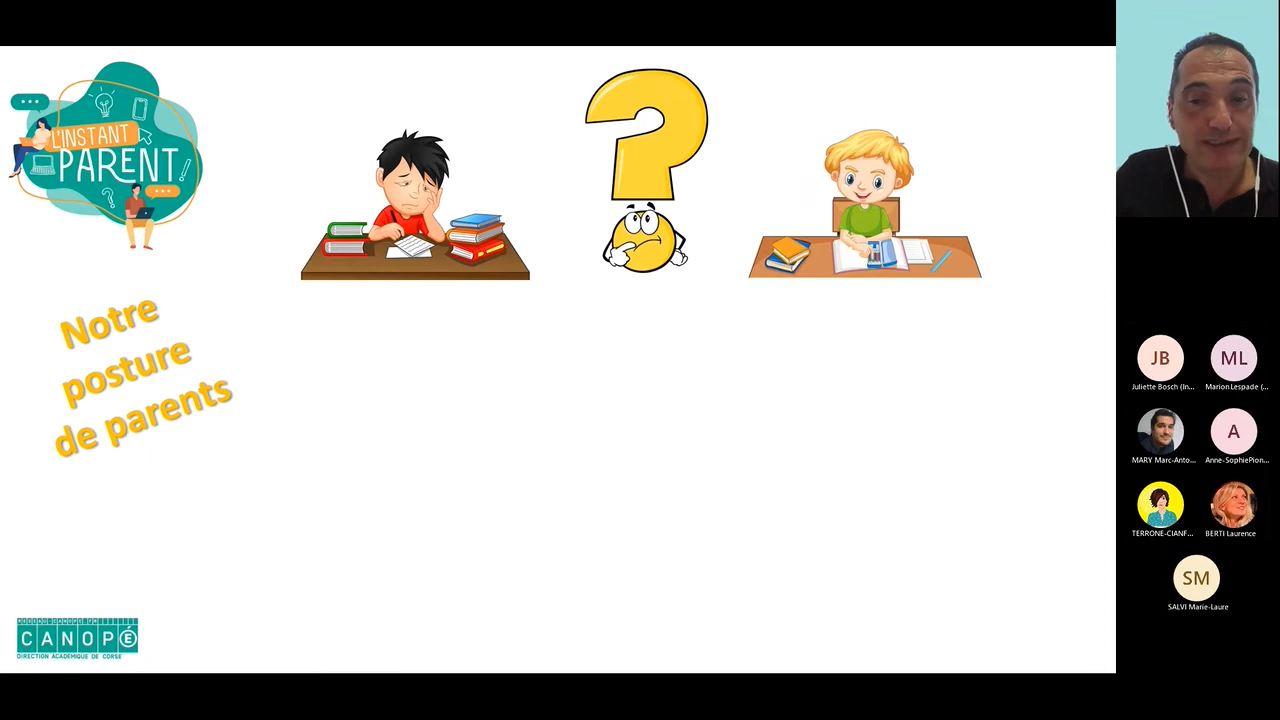 L'INSTANT
PARENT
Notre
posture
de parents
CANOPÉ
DIRECTION ACADÉMIQUE DE CORSE
JB
ML
Juliette Bosch (In...
Marion Lespade (...
A
MARY Marc-Anto...
Anne-SophiePion...
TERRONE-CIANF...
BERTI Laurence
SM
SALVI Marie-Laure